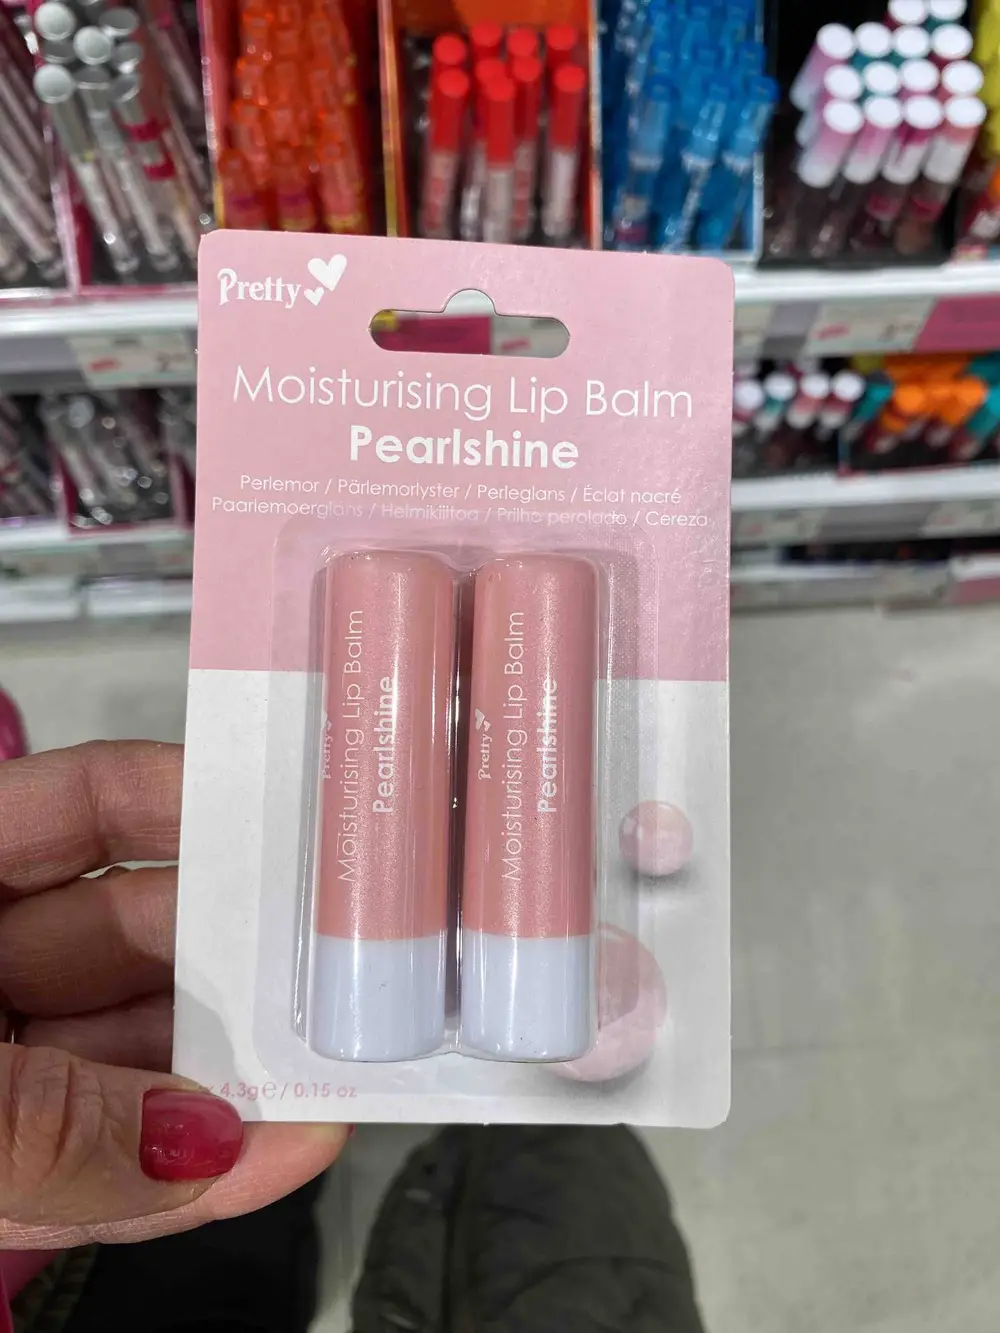 Pretty
Moisturising Lip Balm
Pearlshine
Perlemor / Pärlemorlyster / Perleglans / Éclat nacré
Paarlemoerglans / Helmikiiltoa / Brilho perolado / Cereza
Pretty
Moisturising Lip Balm
Pearlshine
Pretty
Moisturising Lip Balm
Pearlshine
4.3g ℮ / 0.15 oz